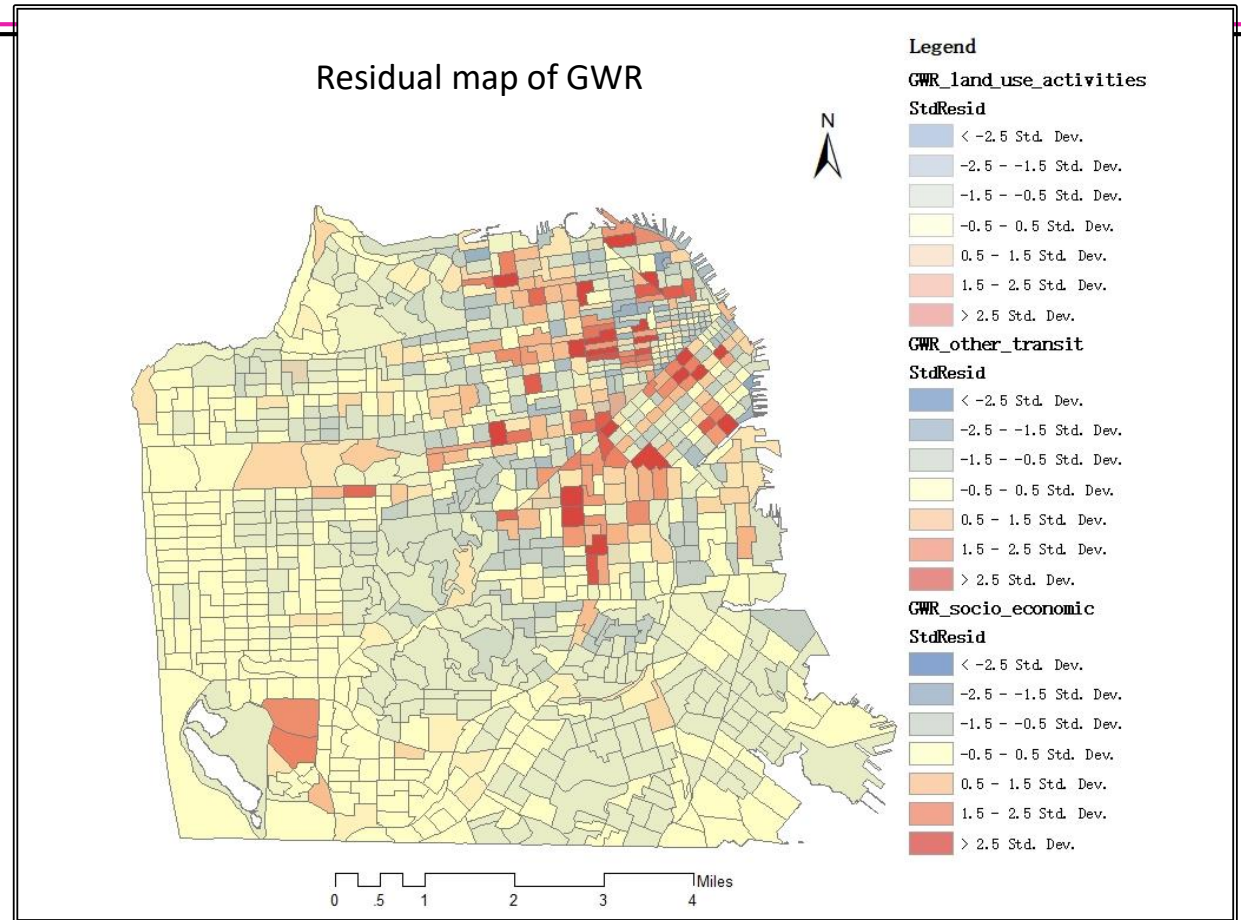 Residual map of GWR
N
Legend
GWR_land_use_activities
StdResid
< -2.5 Std. Dev.
-2.5 - -1.5 Std. Dev.
-1.5 - -0.5 Std. Dev.
-0.5 - 0.5 Std. Dev.
0.5 - 1.5 Std. Dev.
1.5 - 2.5 Std. Dev.
> 2.5 Std. Dev.
GWR_other_transit
StdResid
< -2.5 Std. Dev.
-2.5 - -1.5 Std. Dev.
-1.5 - -0.5 Std. Dev.
-0.5 - 0.5 Std. Dev.
0.5 - 1.5 Std. Dev.
1.5 - 2.5 Std. Dev.
> 2.5 Std. Dev.
GWR_socio_economic
StdResid
< -2.5 Std. Dev.
-2.5 - -1.5 Std. Dev.
-1.5 - -0.5 Std. Dev.
-0.5 - 0.5 Std. Dev.
0.5 - 1.5 Std. Dev.
1.5 - 2.5 Std. Dev.
> 2.5 Std. Dev.
Miles
0 .5 1 2 3 4